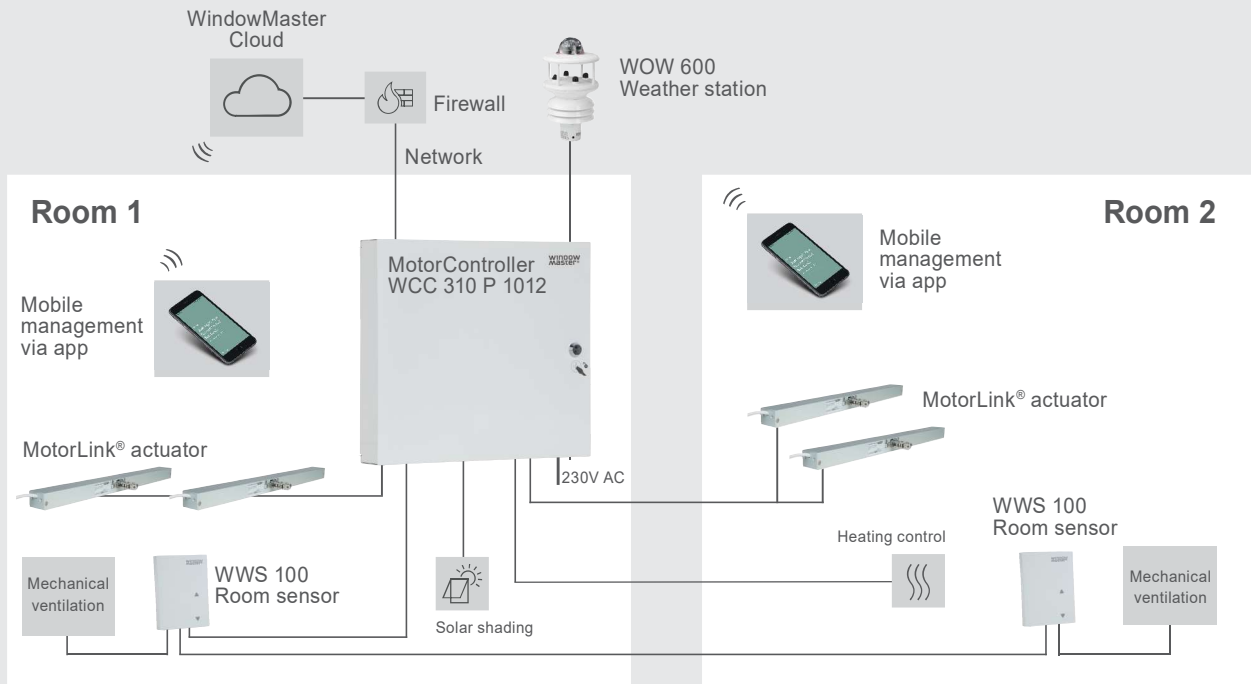 WindowMaster
Cloud
Firewall
Network
WOW 600
Weather station
Room 1
Mobile
management
via app
MotorController
WCC 310 P 1012
WINDOW
MASTER®
Room 2
Mobile
management
via app
MotorLink® actuator
230V AC
MotorLink® actuator
Mechanical
ventilation
WWS 100
Room sensor
Solar shading
Heating control
WWS 100
Room sensor
Mechanical
ventilation